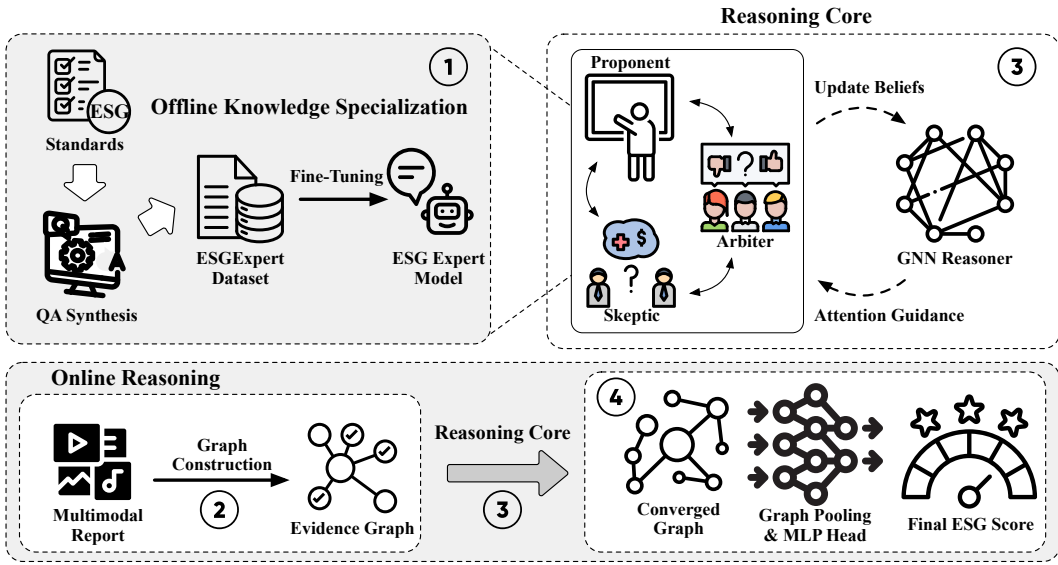 Reasoning Core
1
Offline Knowledge Specialization
ESG
Standards
QA Synthesis
ESGExpert
Dataset
Fine-Tuning
ESG Expert
Model
3
Proponent
?
Arbiter
$
?
Skeptic
Update Beliefs
GNN Reasoner
Attention Guidance
Online Reasoning
Multimodal
Report
Graph
Construction
2
Evidence Graph
Reasoning Core
3
4
Converged
Graph
Graph Pooling
& MLP Head
Final ESG Score